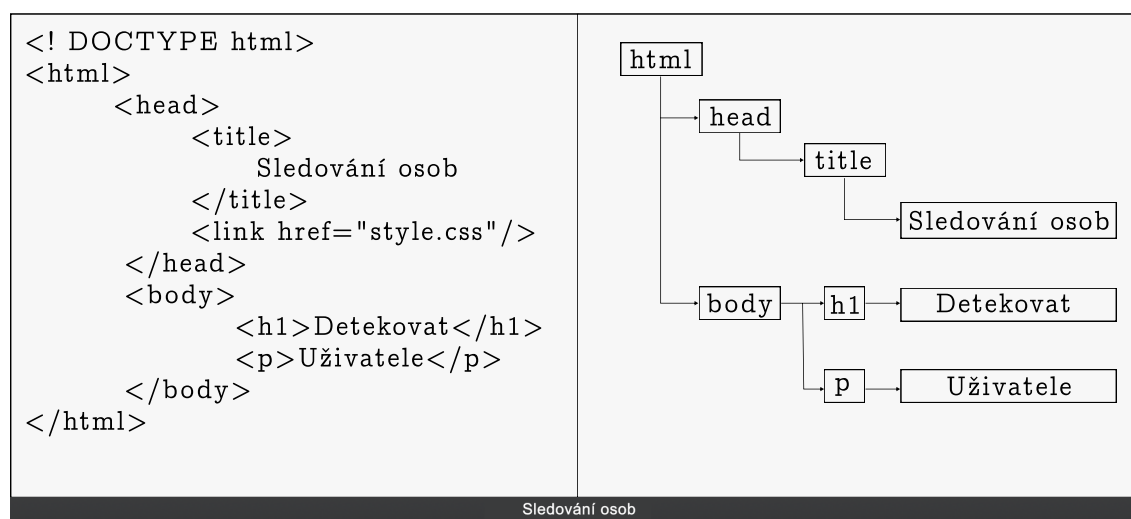 <! DOCTYPE html>
<html>
<head>
<title>
Sledování osob
</title>
<link href="style.css"/>
</head>
<body>
<h1>Detekovat</h1>
<p>Uživatele</p>
</body>
</html>
html
head
title
Sledování osob
body
h1
Detekovat
p
Uživatele
Sledování osob